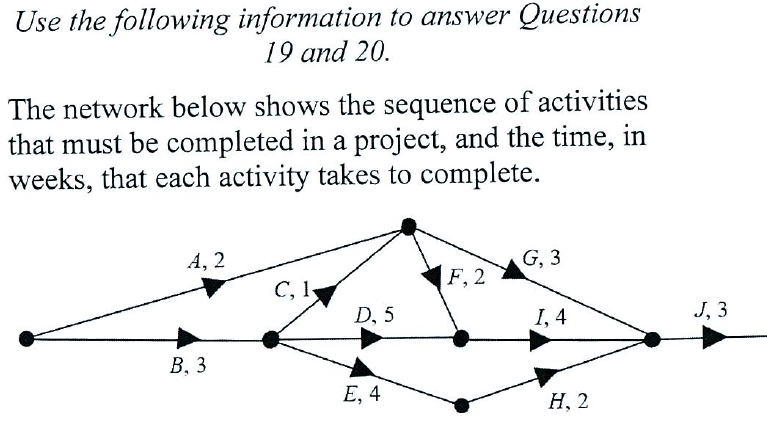 Use the following information to answer Questions
19 and 20.
The network below shows the sequence of activities
that must be completed in a project, and the time, in
weeks, that each activity takes to complete.
A, 2
G, 3
C, 1
F, 2
D, 5
I, 4
J, 3
B, 3
E, 4
H, 2